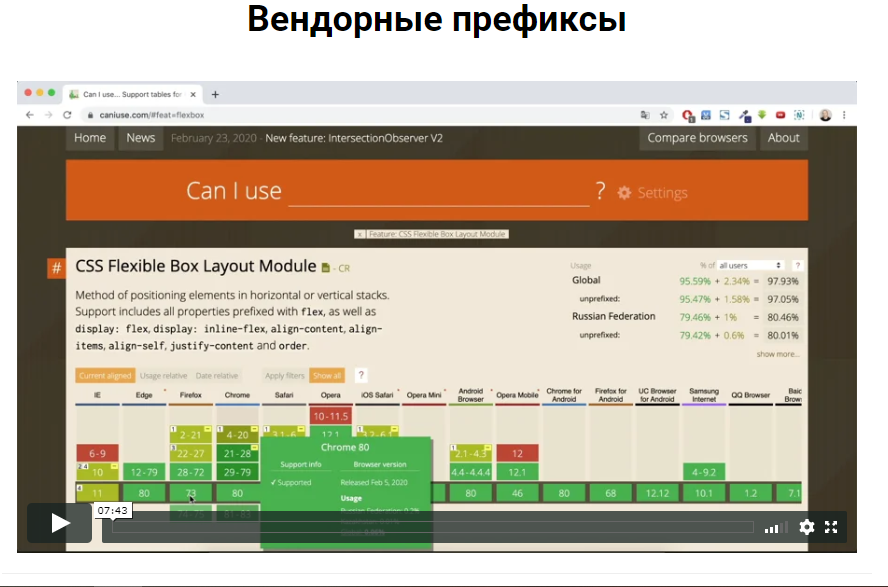 Вендорные префиксы
Can I use... Support tables for
caniuse.com/#feat=flexbox
Home News February 23, 2020 - New feature: IntersectionObserver V2 Compare browsers About
Can I use ? Settings
x Feature: CSS Flexible Box Layout Module
# CSS Flexible Box Layout Module - CR
Usage % of all users ?
Global 95.59% + 2.34% = 97.93%
unprefixed: 95.47% + 1.58% = 97.05%
Russian Federation 79.46% + 1% = 80.46%
unprefixed: 79.42% + 0.6% = 80.01%
show more...
Method of positioning elements in horizontal or vertical stacks.
Support includes all properties prefixed with flex, as well as
display: flex, display: inline-flex, align-content, align-
items, align-self, justify-content and order.
Current aligned Usage relative Date relative Apply filters Show all ?
IE Edge Firefox Chrome Safari Opera iOS Safari Opera Mini Android Browser Opera Mobile Chrome for Android Firefox for Android UC Browser for Android Samsung Internet QQ Browser Baid Brow
10-11.5
2-21 4-20 3.1-6 12.1 3.2-6.1
6-9 22-27 21-28 2.1-4.3 12
10 12-79 28-72 29-79 4.4-4.4.4 12.1 4-9.2
11 80 73 80 80 46 80 68 12.12 10.1 1.2 7.1
Chrome 80
Support info Browser version
✓ Supported Released Feb 5, 2020
Usage
Russian Federation: 0.2%
07:43